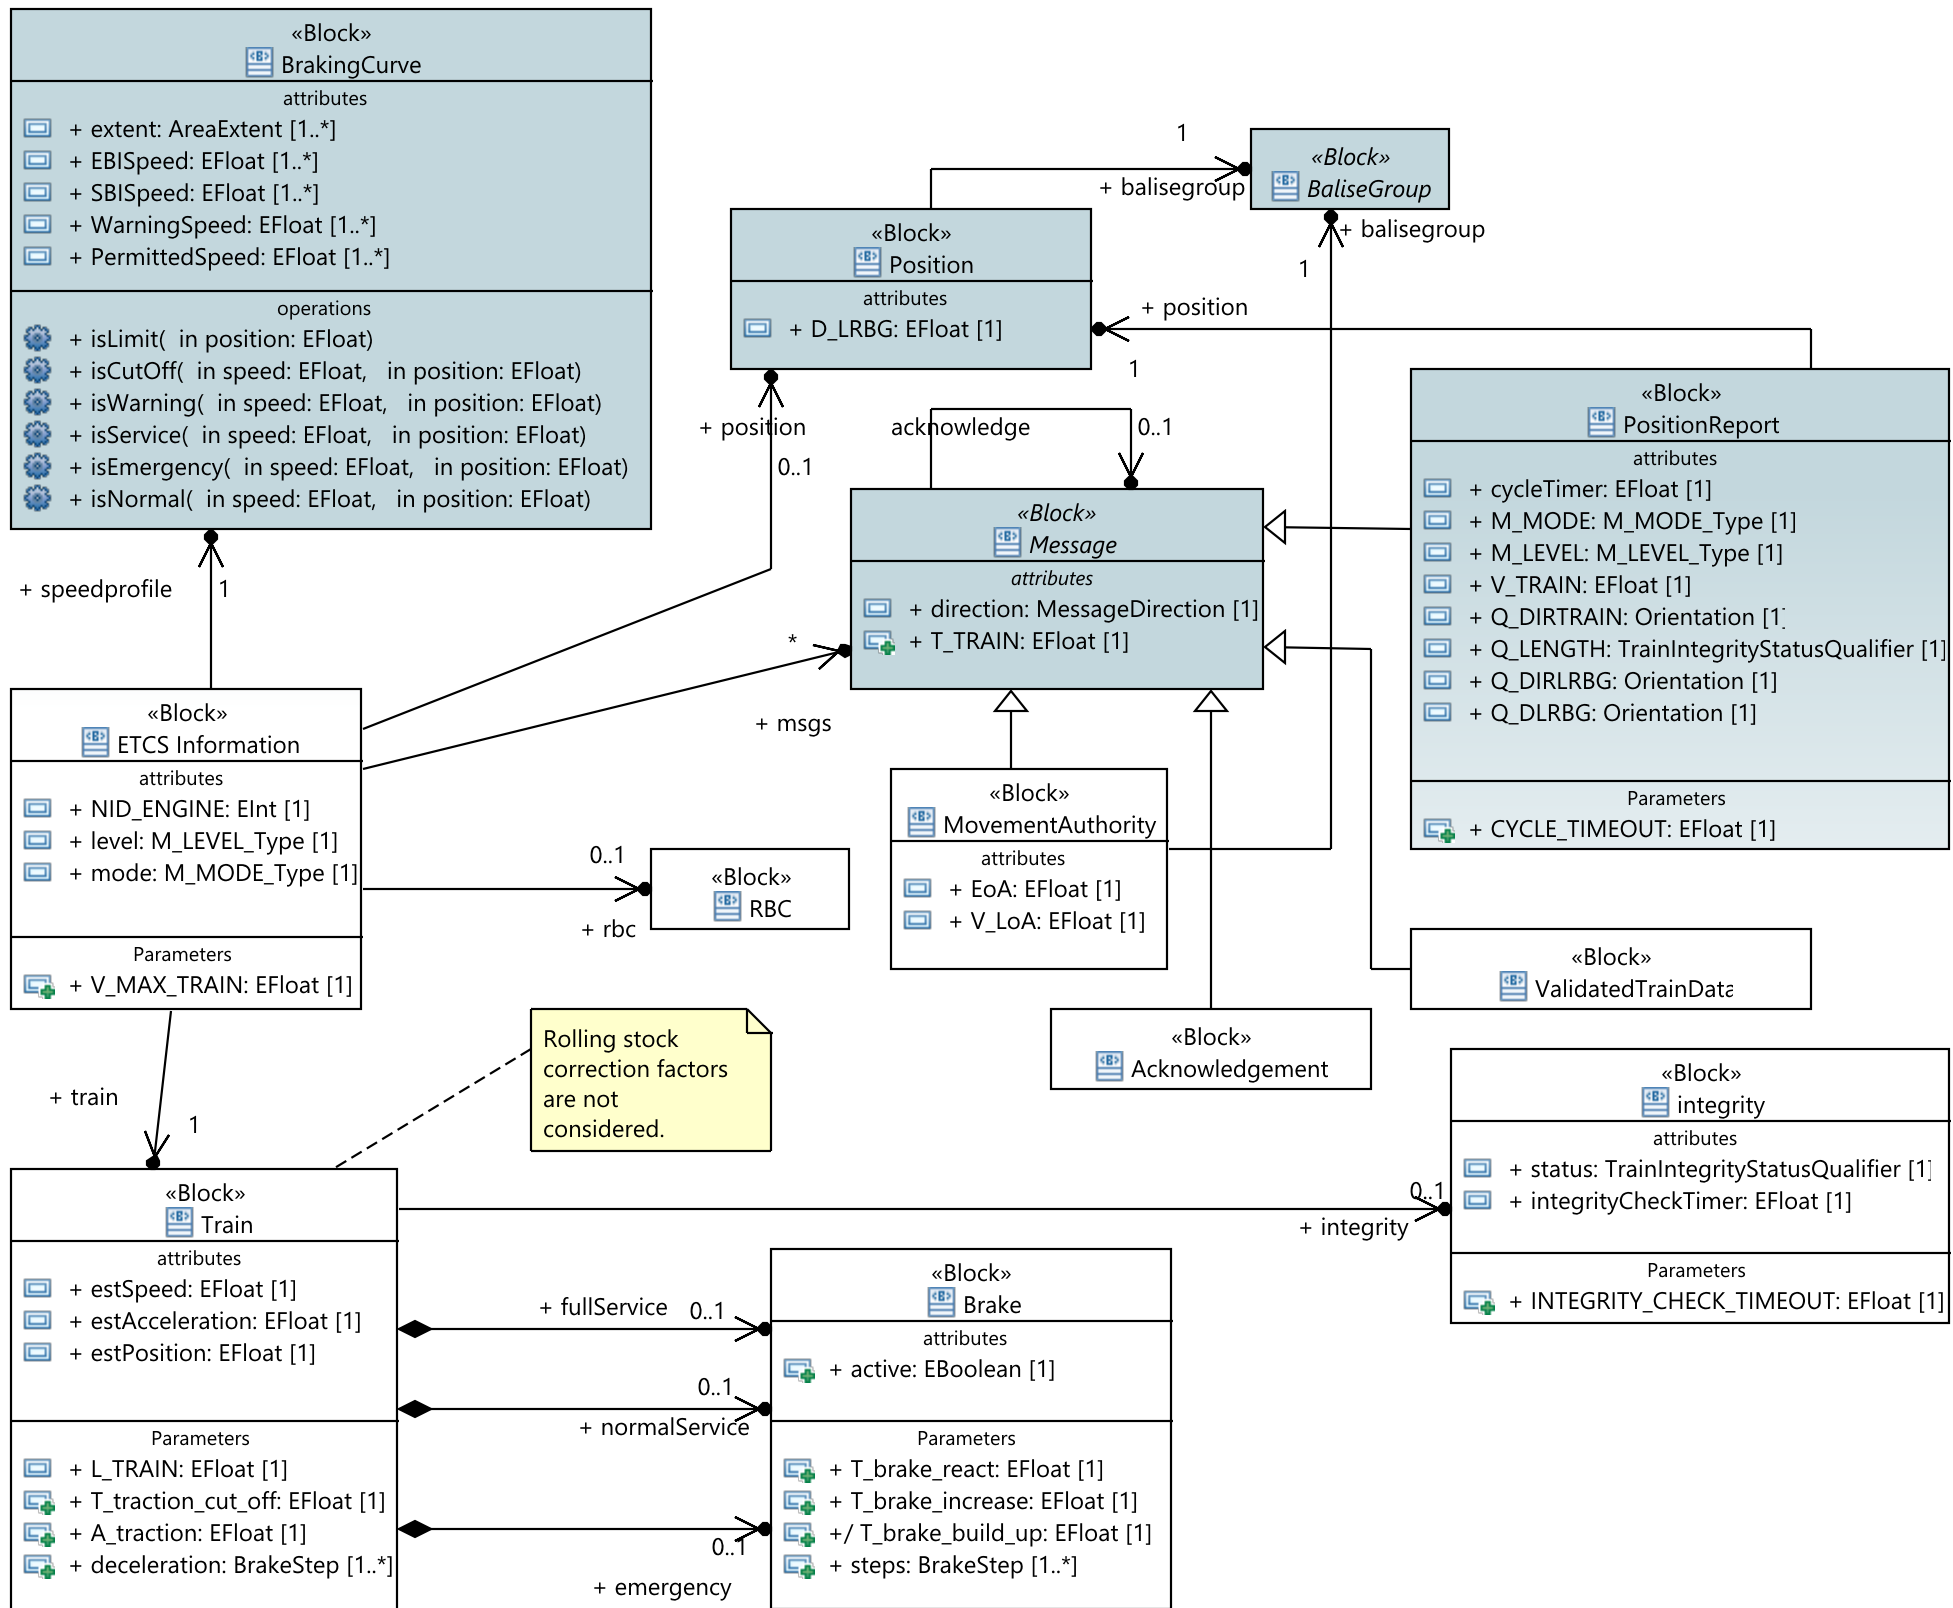 «Block»
BrakingCurve
attributes
+ extent: AreaExtent [1..*]
+ EBISpeed: EFloat [1..*]
+ SBISpeed: EFloat [1..*]
+ WarningSpeed: EFloat [1..*]
+ PermittedSpeed: EFloat [1..*]
operations
+ isLimit(  in position: EFloat)
+ isCutOff(  in speed: EFloat,   in position: EFloat)
+ isWarning(  in speed: EFloat,   in position: EFloat)
+ isService(  in speed: EFloat,   in position: EFloat)
+ isEmergency(  in speed: EFloat,   in position: EFloat)
+ isNormal(  in speed: EFloat,   in position: EFloat)
1
+ balisegroup
«Block»
BaliseGroup
+ balisegroup
1
«Block»
Position
attributes
+ D_LRBG: EFloat [1]
+ position
1
+ position
0..1
acknowledge
0..1
«Block»
Message
attributes
+ direction: MessageDirection [1]
+ T_TRAIN: EFloat [1]
«Block»
PositionReport
attributes
+ cycleTimer: EFloat [1]
+ M_MODE: M_MODE_Type [1]
+ M_LEVEL: M_LEVEL_Type [1]
+ V_TRAIN: EFloat [1]
+ Q_DIRTRAIN: Orientation [1]
+ Q_LENGTH: TrainIntegrityStatusQualifier [1]
+ Q_DIRLRBG: Orientation [1]
+ Q_DLRBG: Orientation [1]
Parameters
+ CYCLE_TIMEOUT: EFloat [1]
+ speedprofile
1
*
+ msgs
«Block»
ETCS Information
attributes
+ NID_ENGINE: EInt [1]
+ level: M_LEVEL_Type [1]
+ mode: M_MODE_Type [1]
Parameters
+ V_MAX_TRAIN: EFloat [1]
0..1
+ rbc
«Block»
RBC
«Block»
MovementAuthority
attributes
+ EoA: EFloat [1]
+ V_LoA: EFloat [1]
«Block»
ValidatedTrainData
«Block»
Acknowledgement
Rolling stock
correction factors
are not
considered.
+ train
1
«Block»
integrity
attributes
+ status: TrainIntegrityStatusQualifier [1]
+ integrityCheckTimer: EFloat [1]
Parameters
+ INTEGRITY_CHECK_TIMEOUT: EFloat [1]
0..1
+ integrity
«Block»
Train
attributes
+ estSpeed: EFloat [1]
+ estAcceleration: EFloat [1]
+ estPosition: EFloat [1]
Parameters
+ L_TRAIN: EFloat [1]
+ T_traction_cut_off: EFloat [1]
+ A_traction: EFloat [1]
+ deceleration: BrakeStep [1..*]
+ fullService
0..1
0..1
+ normalService
0..1
+ emergency
«Block»
Brake
attributes
+ active: EBoolean [1]
Parameters
+ T_brake_react: EFloat [1]
+ T_brake_increase: EFloat [1]
+/ T_brake_build_up: EFloat [1]
+ steps: BrakeStep [1..*]